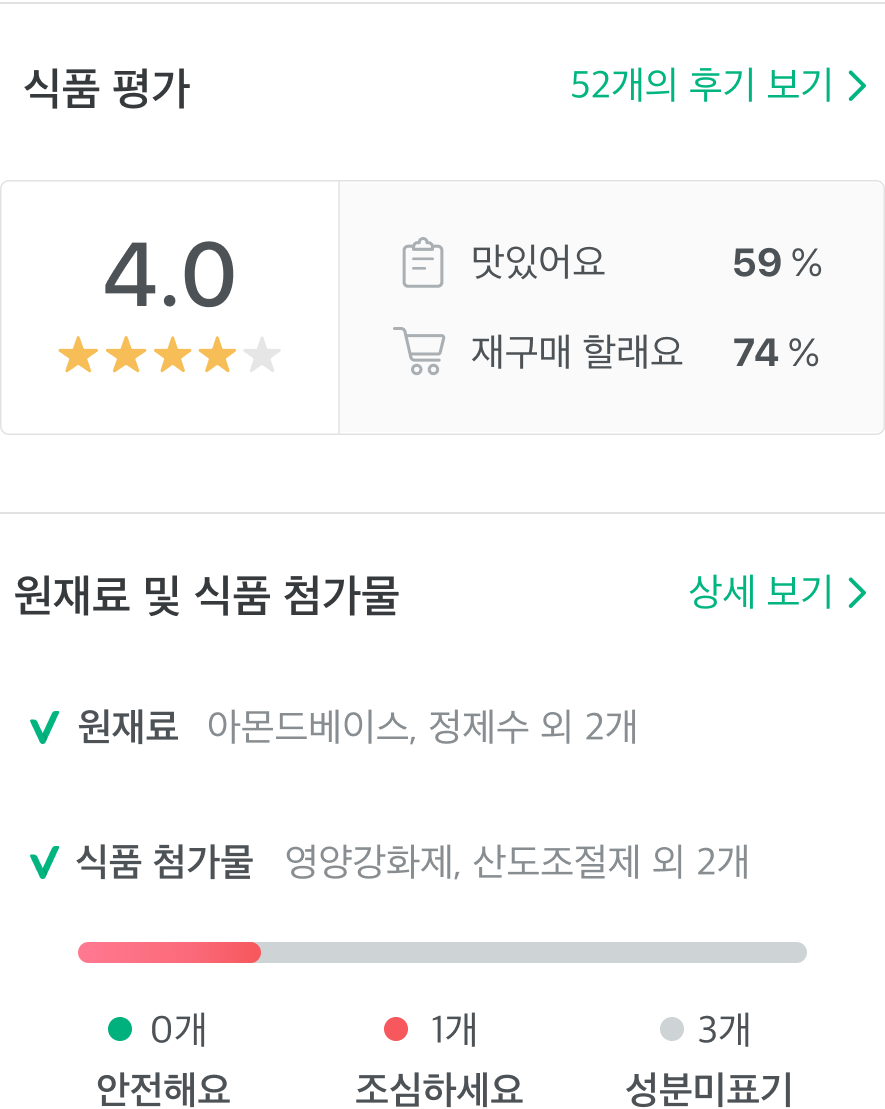 식품 평가
52개의 후기 보기
4.0
맛있어요 59 %
재구매 할래요 74 %
원재료 및 식품 첨가물
상세 보기
원재료 아몬드베이스, 정제수 외 2개
식품 첨가물 영양강화제, 산도조절제 외 2개
0개 1개 3개
안전해요 조심하세요 성분미표기